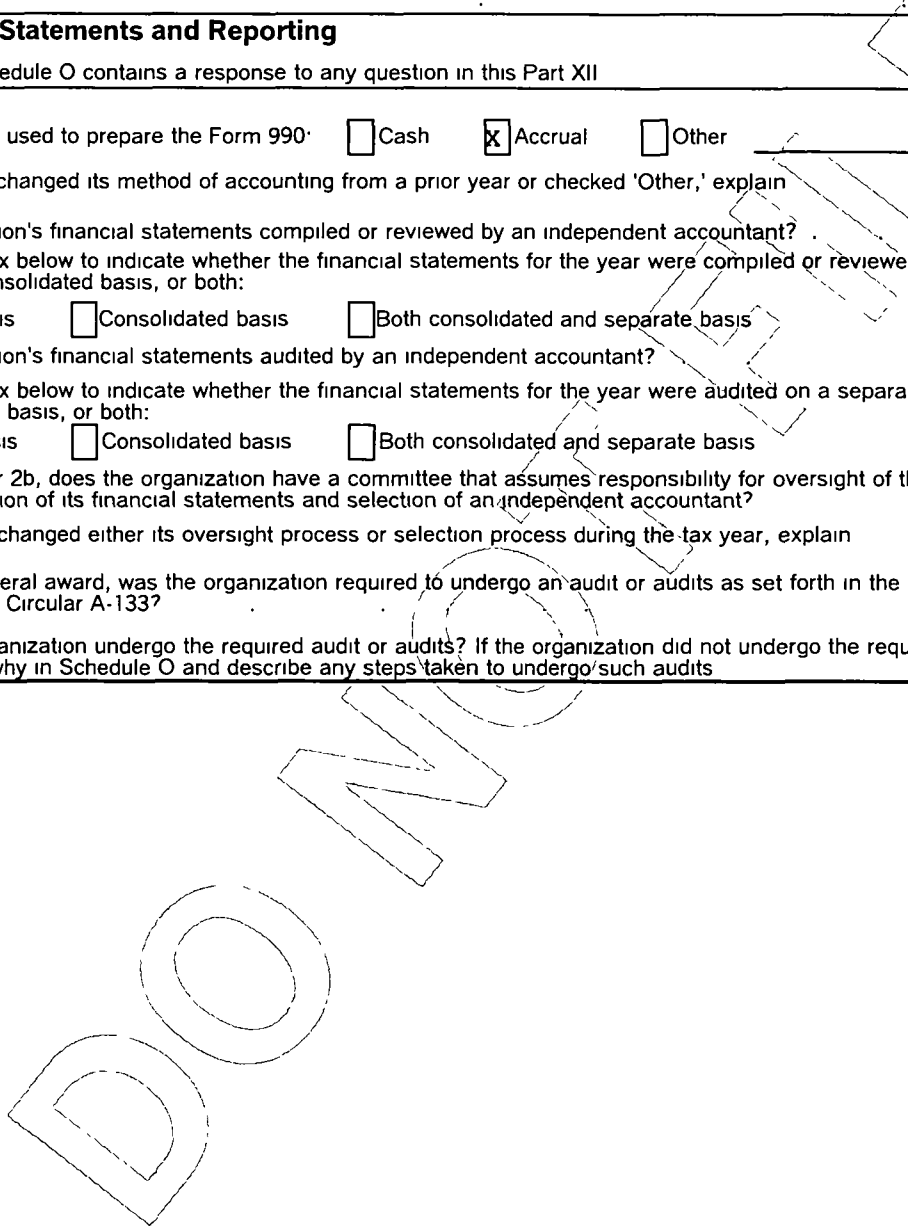 Statements and Reporting
edule O contains a response to any question in this Part XII
used to prepare the Form 990: Cash X Accrual Other
changed its method of accounting from a prior year or checked 'Other,' explain
ion's financial statements compiled or reviewed by an independent accountant? .
x below to indicate whether the financial statements for the year were compiled or reviewe
nsolidated basis, or both:
is Consolidated basis Both consolidated and separate basis
ion's financial statements audited by an independent accountant?
x below to indicate whether the financial statements for the year were audited on a separa
basis, or both:
is Consolidated basis Both consolidated and separate basis
r 2b, does the organization have a committee that assumes responsibility for oversight of th
ion of its financial statements and selection of an independent accountant?
changed either its oversight process or selection process during the tax year, explain
eral award, was the organization required to undergo an audit or audits as set forth in the
Circular A-133?
anization undergo the required audit or audits? If the organization did not undergo the requ
why in Schedule O and describe any steps taken to undergo such audits
DO NOT FI